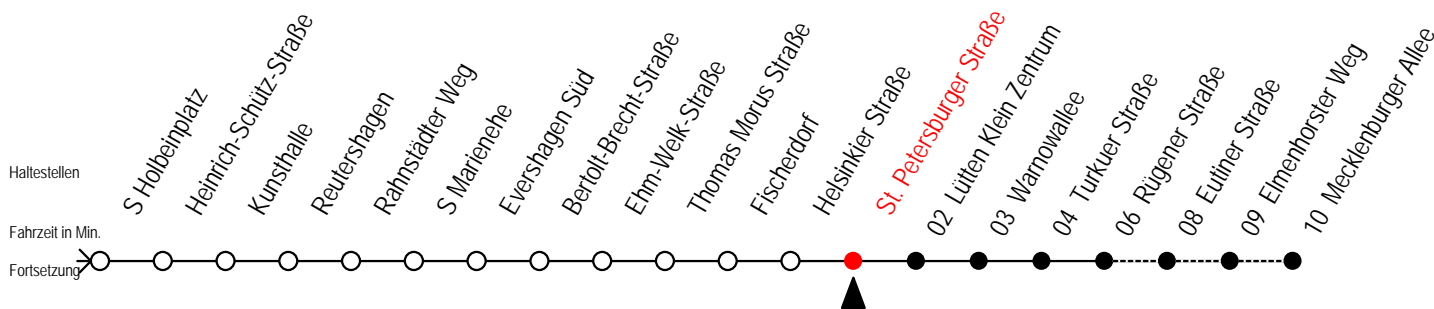 Haltestellen
S Holbeinplatz
Heinrich-Schütz-Straße
Kunsthalle
Reutershagen
Rahnstädter Weg
S Marienehe
Evershagen Süd
Bertolt-Brecht-Straße
Ehm-Welk-Straße
Thomas Morus Straße
Fischerdorf
Helsinkier Straße
St. Petersburger Straße
02 Lütten Klein Zentrum
03 Warnowallee
04 Turkuer Straße
06 Rügener Straße
08 Eutiner Straße
09 Elmenhorster Weg
10 Mecklenburger Allee
Fahrzeit in Min.
Fortsetzung